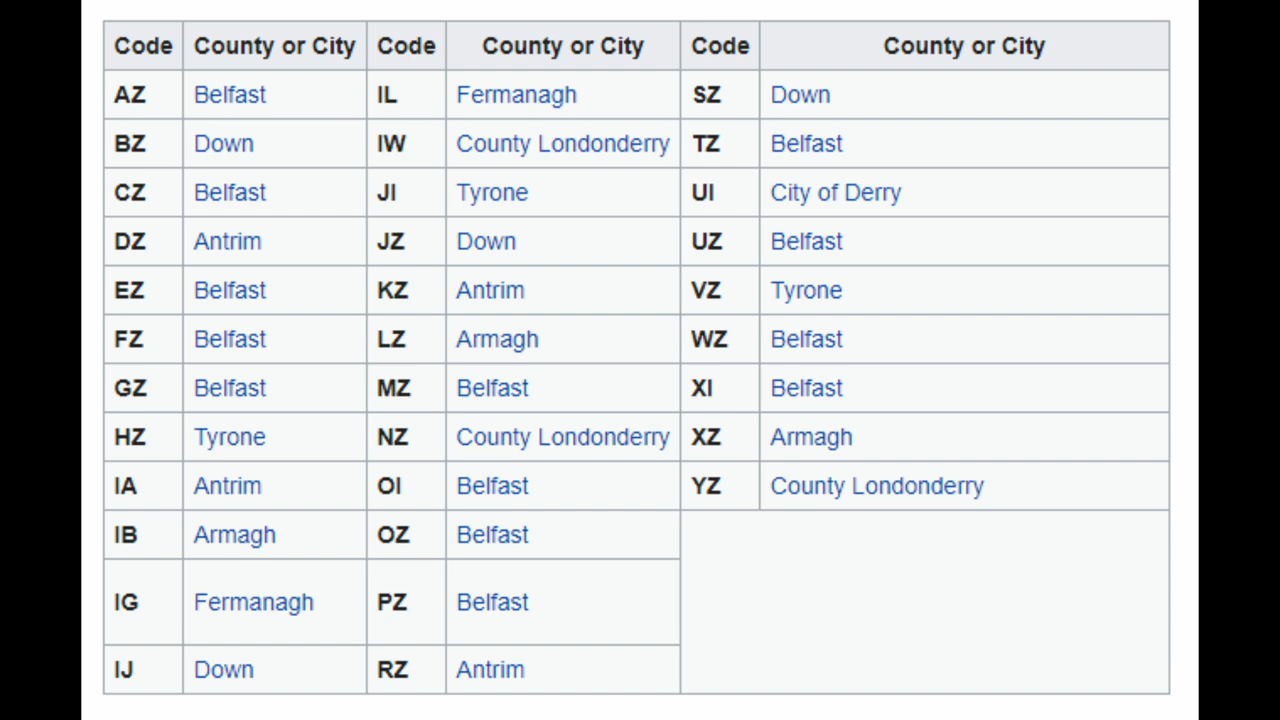 Code County or City Code County or City Code County or City
AZ Belfast IL Fermanagh SZ Down
BZ Down IW County Londonderry TZ Belfast
CZ Belfast JI Tyrone UI City of Derry
DZ Antrim JZ Down UZ Belfast
EZ Belfast KZ Antrim VZ Tyrone
FZ Belfast LZ Armagh WZ Belfast
GZ Belfast MZ Belfast XI Belfast
HZ Tyrone NZ County Londonderry XZ Armagh
IA Antrim OI Belfast YZ County Londonderry
IB Armagh OZ Belfast
IG Fermanagh PZ Belfast
IJ Down RZ Antrim